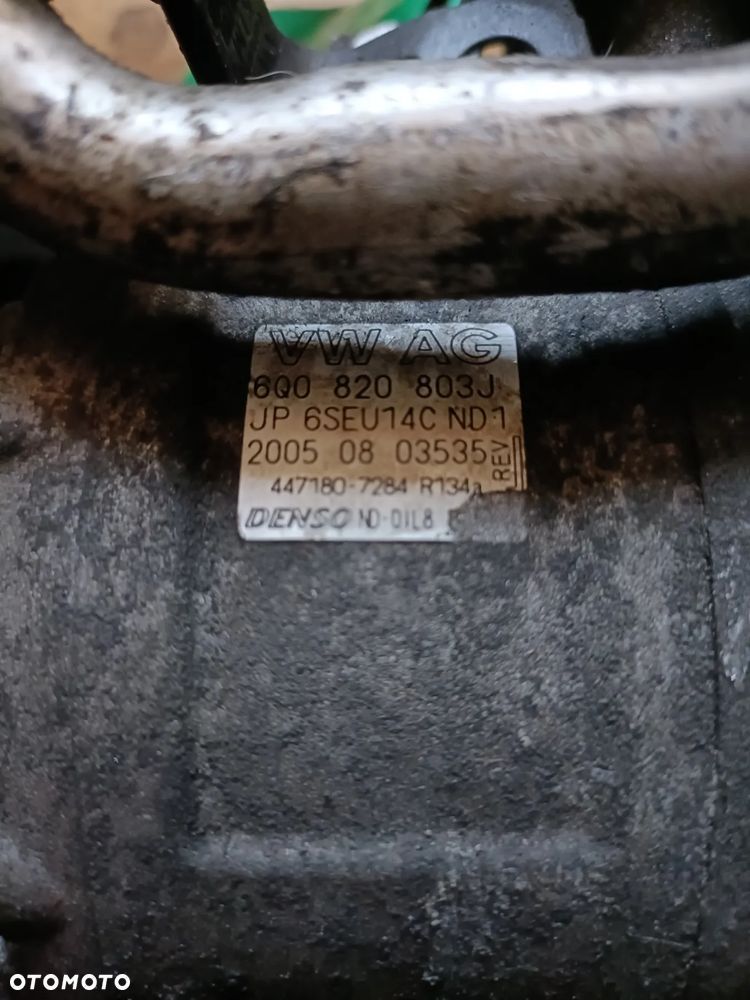 VW AG
6Q0 820 803J
JP 6SEU14C ND1
2005 08 03535
REV
447180-7284 R134a
DENSO ND-OIL8
OTOMOTO